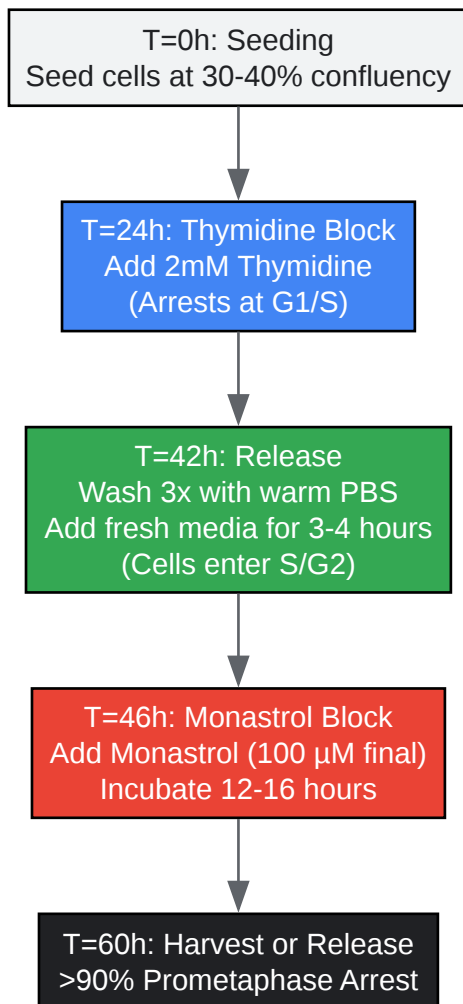 T=0h: Seeding
Seed cells at 30-40% confluency
T=24h: Thymidine Block
Add 2mM Thymidine
(Arrests at G1/S)
T=42h: Release
Wash 3x with warm PBS
Add fresh media for 3-4 hours
(Cells enter S/G2)
T=46h: Monastrol Block
Add Monastrol (100 µM final)
Incubate 12-16 hours
T=60h: Harvest or Release
>90% Prometaphase Arrest